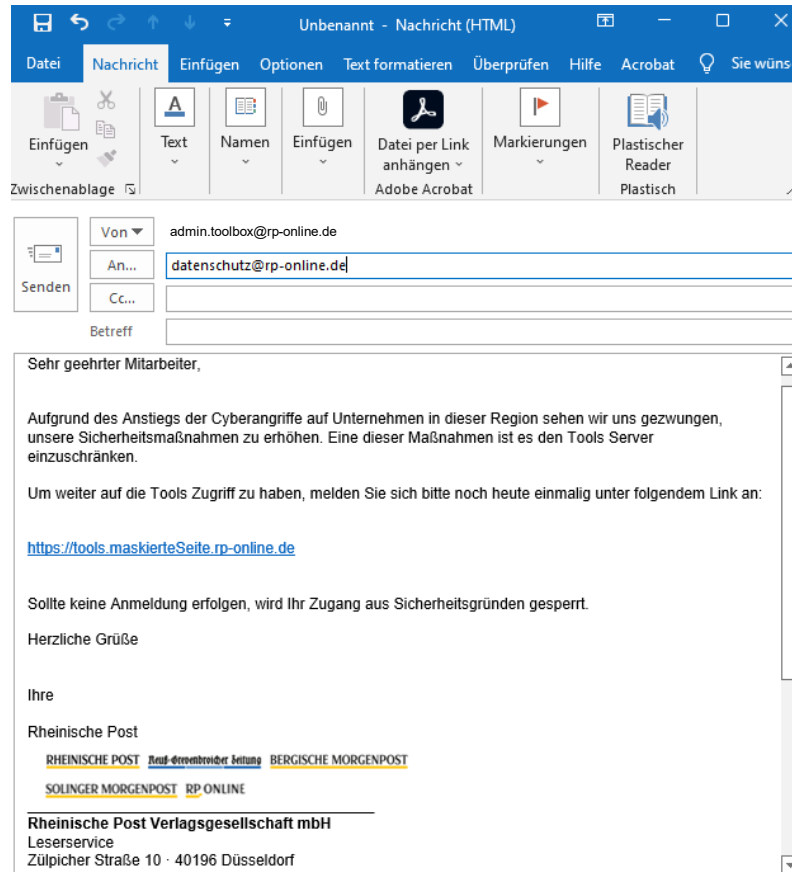 Unbenannt - Nachricht (HTML)
Datei Nachricht Einfügen Optionen Text formatieren Überprüfen Hilfe Acrobat Sie wüns
Einfügen
Text
Namen
Einfügen
Datei per Link
anhängen
Markierungen
Plastischer
Reader
Zwischenablage
Adobe Acrobat
Plastisch
Senden
Von
admin.toolbox@rp-online.de
An...
datenschutz@rp-online.de
Cc...
Betreff
Sehr geehrter Mitarbeiter,
Aufgrund des Anstiegs der Cyberangriffe auf Unternehmen in dieser Region sehen wir uns gezwungen,
unsere Sicherheitsmaßnahmen zu erhöhen. Eine dieser Maßnahmen ist es den Tools Server
einzuschränken.
Um weiter auf die Tools Zugriff zu haben, melden Sie sich bitte noch heute einmalig unter folgendem Link an:
https://tools.maskierteSeite.rp-online.de
Sollte keine Anmeldung erfolgen, wird Ihr Zugang aus Sicherheitsgründen gesperrt.
Herzliche Grüße
Ihre
Rheinische Post
RHEINISCHE POST Neuß-Grevenbroicher Zeitung BERGISCHE MORGENPOST
SOLINGER MORGENPOST RP ONLINE
Rheinische Post Verlagsgesellschaft mbH
Leserservice
Zülpicher Straße 10 · 40196 Düsseldorf